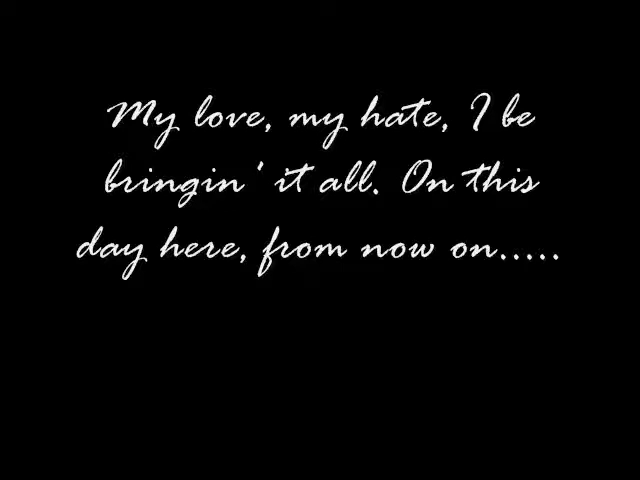 My love, my hate, I be
bringin' it all. On this
day here, from now on.....